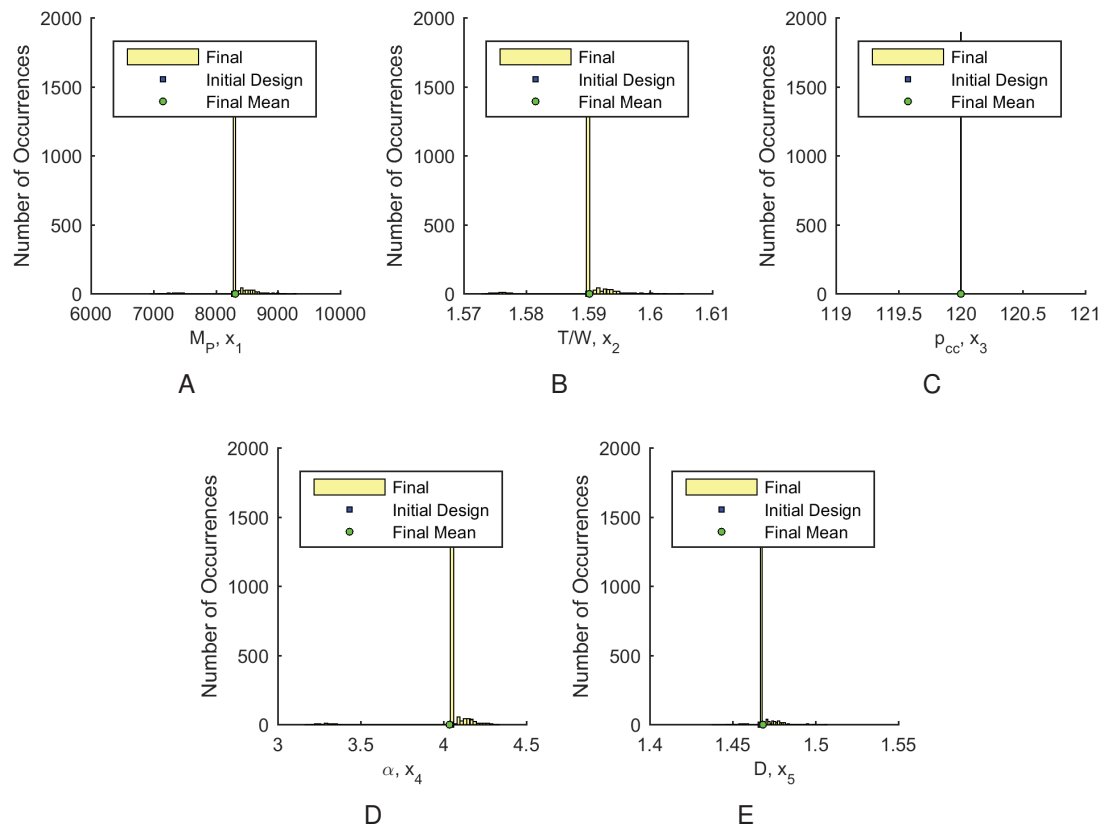 2000
1500
1000
500
0
Number of Occurrences
Final
Initial Design
Final Mean
6000 7000 8000 9000 10000
M_P, x_1
A
2000
1500
1000
500
0
Number of Occurrences
Final
Initial Design
Final Mean
1.57 1.58 1.59 1.6 1.61
T/W, x_2
B
2000
1500
1000
500
0
Number of Occurrences
Final
Initial Design
Final Mean
119 119.5 120 120.5 121
p_cc, x_3
C
2000
1500
1000
500
0
Number of Occurrences
Final
Initial Design
Final Mean
3 3.5 4 4.5
α, x_4
D
2000
1500
1000
500
0
Number of Occurrences
Final
Initial Design
Final Mean
1.4 1.45 1.5 1.55
D, x_5
E